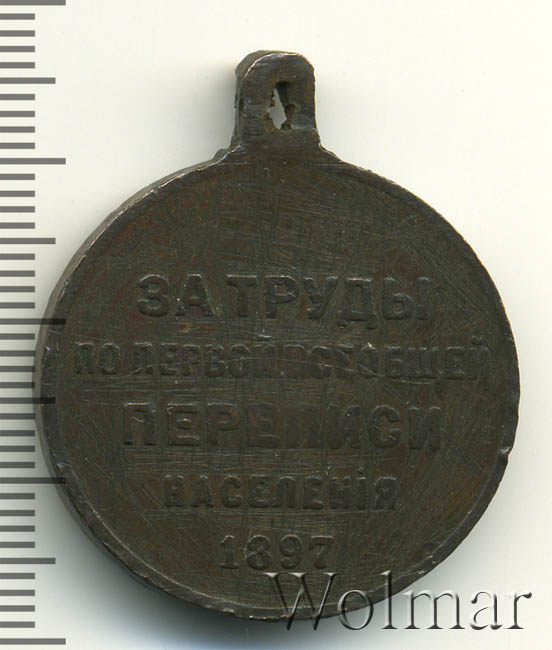 ЗА ТРУДЫ
ПО ПЕРВОЙ ВСЕОБЩЕЙ
ПЕРЕПИСИ
НАСЕЛЕНІЯ
1897
Wolmar